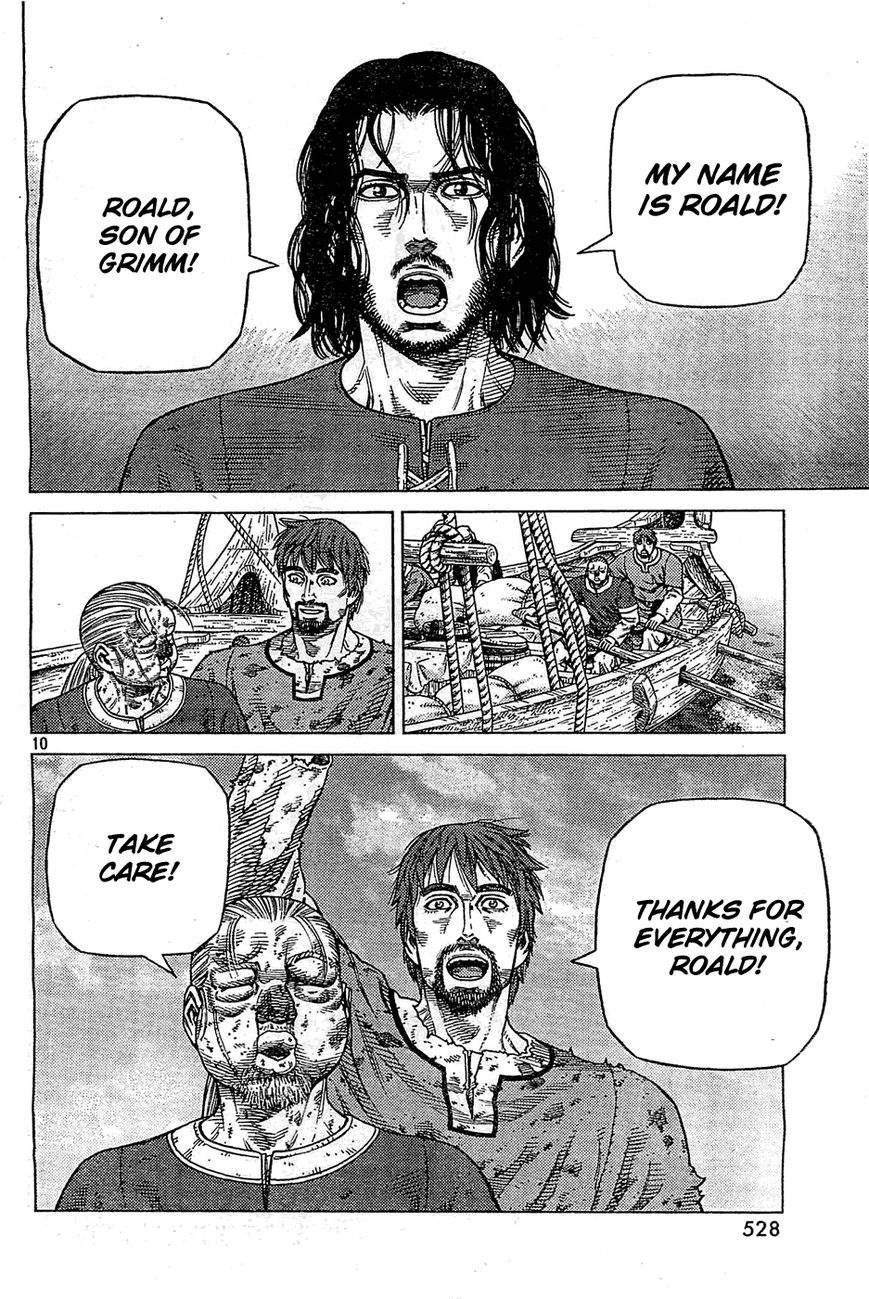 MY NAME
IS ROALD!
ROALD,
SON OF
GRIMM!
10
THANKS FOR
EVERYTHING,
ROALD!
TAKE
CARE!
528